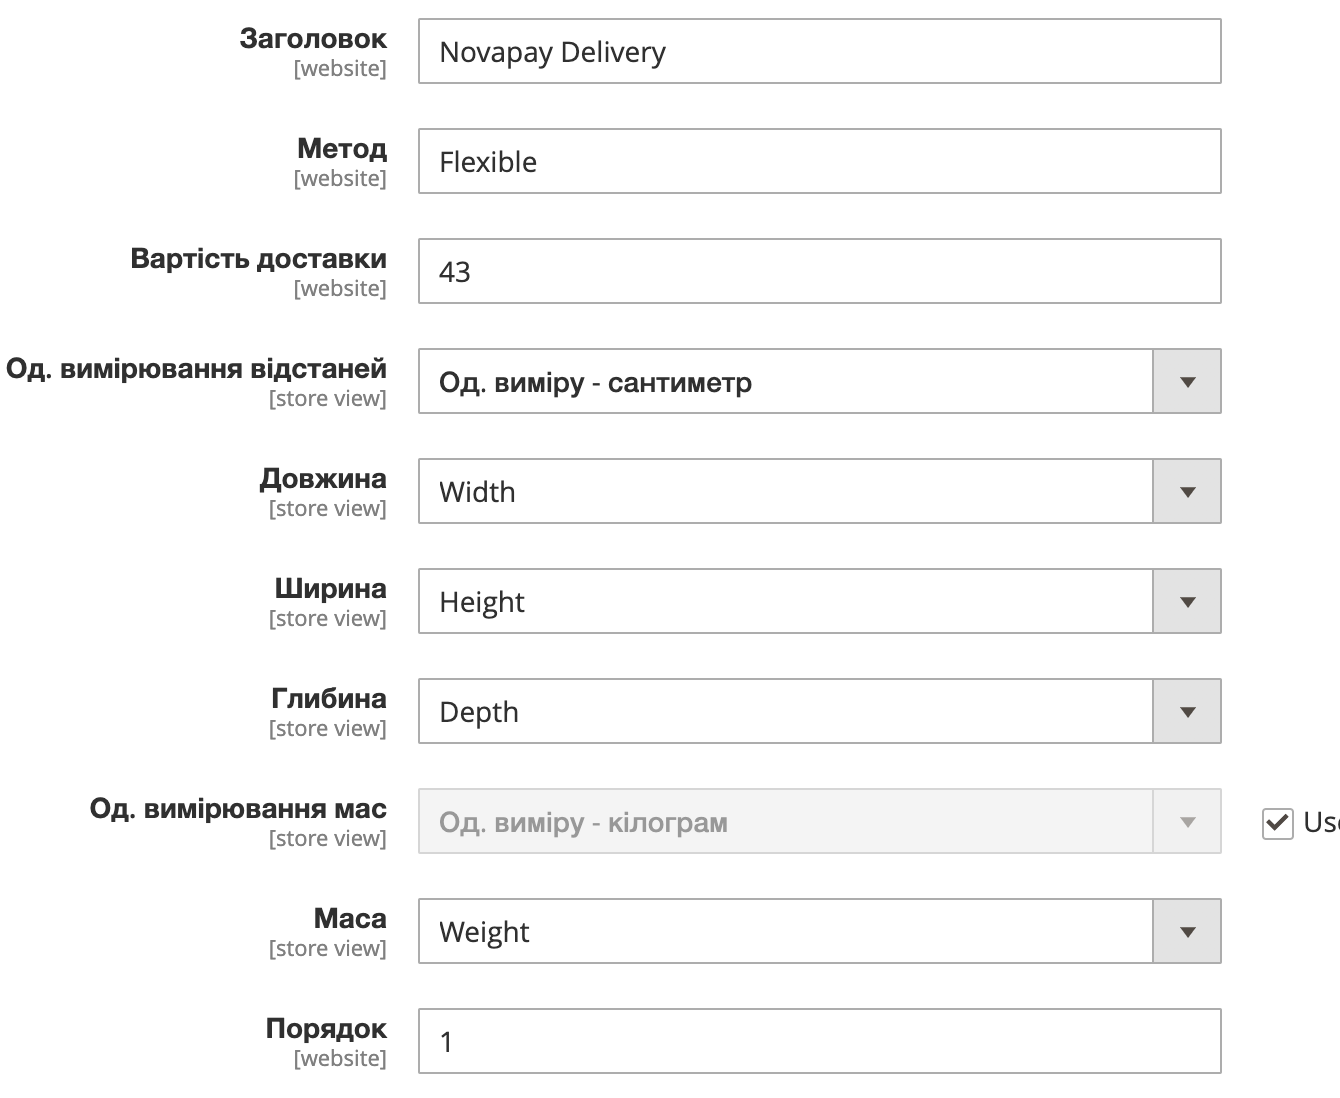 Заголовок
[website]
Novapay Delivery
Метод
[website]
Flexible
Вартість доставки
[website]
43
Од. вимірювання відстаней
[store view]
Од. виміру - сантиметр
Довжина
[store view]
Width
Ширина
[store view]
Height
Глибина
[store view]
Depth
Од. вимірювання мас
[store view]
Од. виміру - кілограм
Маса
[store view]
Weight
Порядок
[website]
1